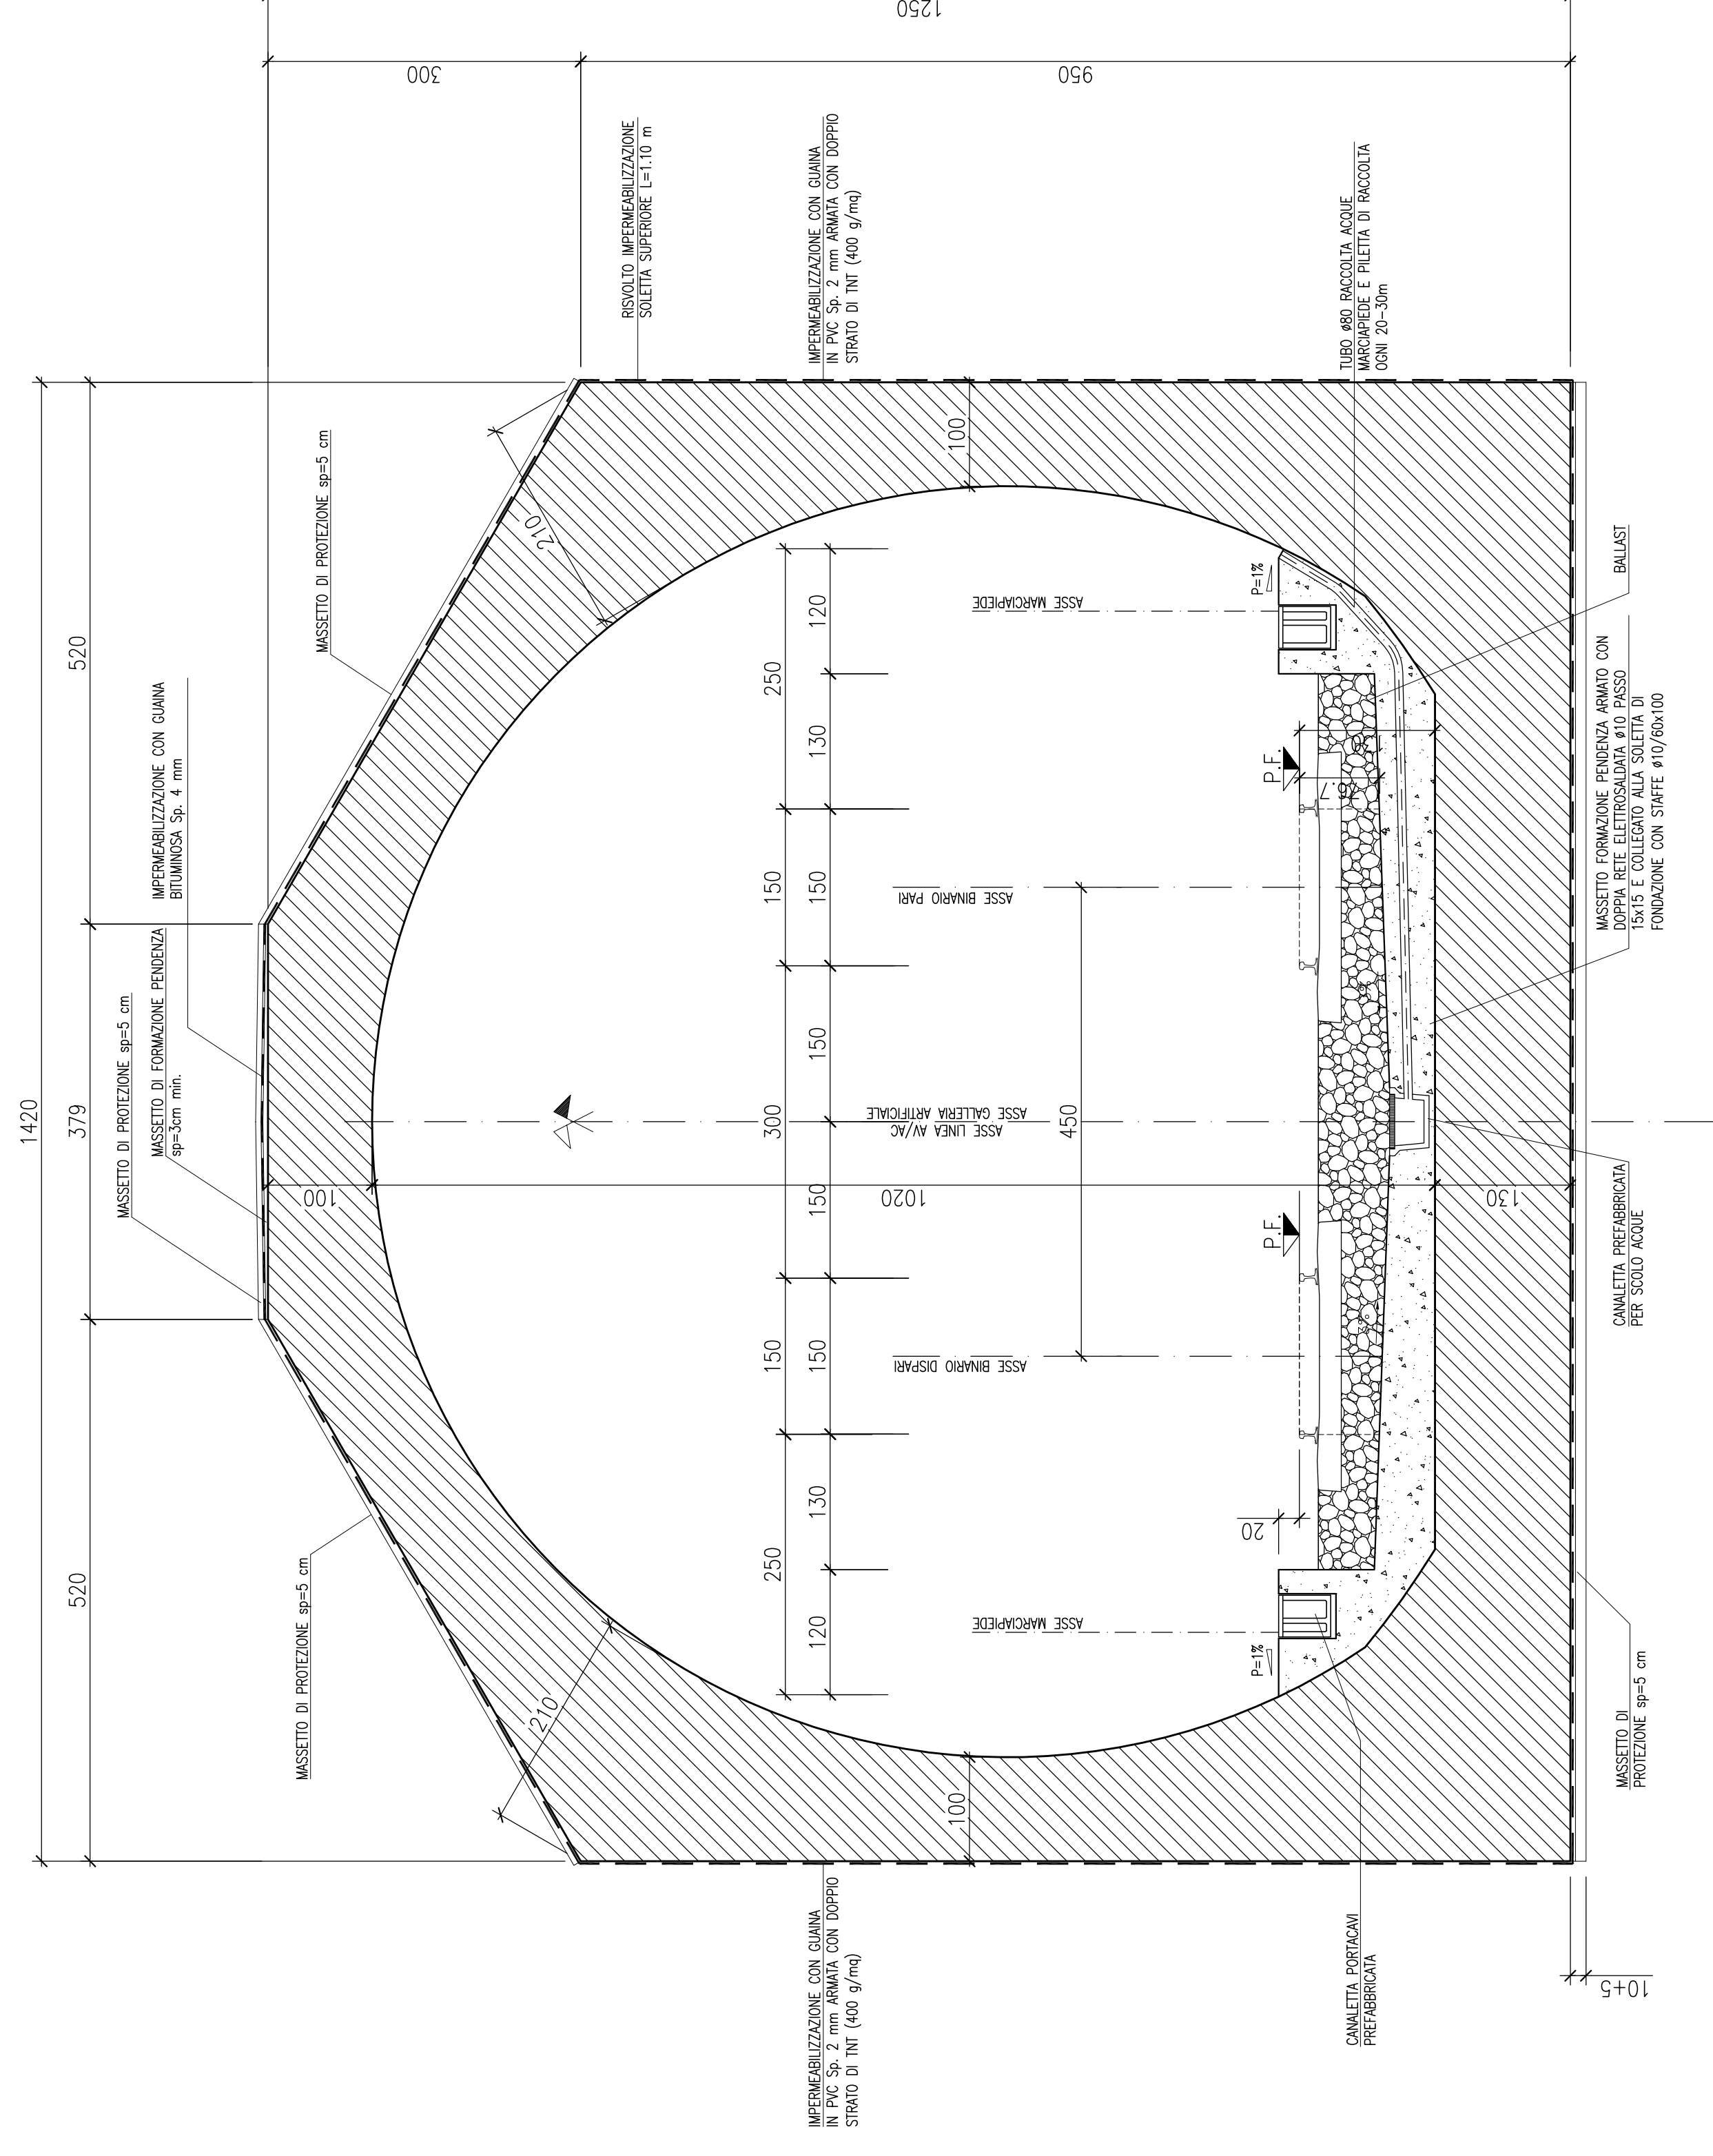 1420
520
379
520
1250
300
950
MASSETTO DI PROTEZIONE sp=5 cm
MASSETTO DI FORMAZIONE PENDENZA
sp=3cm min.
IMPERMEABILIZZAZIONE CON GUAINA
BITUMINOSA Sp. 4 mm
MASSETTO DI PROTEZIONE sp=5 cm
MASSETTO DI PROTEZIONE sp=5 cm
RISVOLTO IMPERMEABILIZZAZIONE
SOLETTA SUPERIORE L=1.10 m
IMPERMEABILIZZAZIONE CON GUAINA
IN PVC Sp. 2 mm ARMATA CON DOPPIO
STRATO DI TNT (400 g/mq)
IMPERMEABILIZZAZIONE CON GUAINA
IN PVC Sp. 2 mm ARMATA CON DOPPIO
STRATO DI TNT (400 g/mq)
TUBO ø80 RACCOLTA ACQUE
MARCIAPIEDE E PILETTA DI RACCOLTA
OGNI 20-30m
210
210
100
100
100
1020
130
250
150
300
150
250
120
130
150
150
150
150
130
120
450
ASSE GALLERIA ARTIFICIALE
ASSE LINEA AV/AC
ASSE BINARIO DISPARI
ASSE BINARIO PARI
ASSE MARCIAPIEDE
ASSE MARCIAPIEDE
P=1%
P=1%
P.F.
P.F.
20
76.7
BALLAST
MASSETTO FORMAZIONE PENDENZA ARMATO CON
DOPPIA RETE ELETTROSALDATA ø10 PASSO
15x15 E COLLEGATO ALLA SOLETTA DI
FONDAZIONE CON STAFFE ø10/60x100
CANALETTA PREFABBRICATA
PER SCOLO ACQUE
MASSETTO DI
PROTEZIONE sp=5 cm
CANALETTA PORTACAVI
PREFABBRICATA
10+5